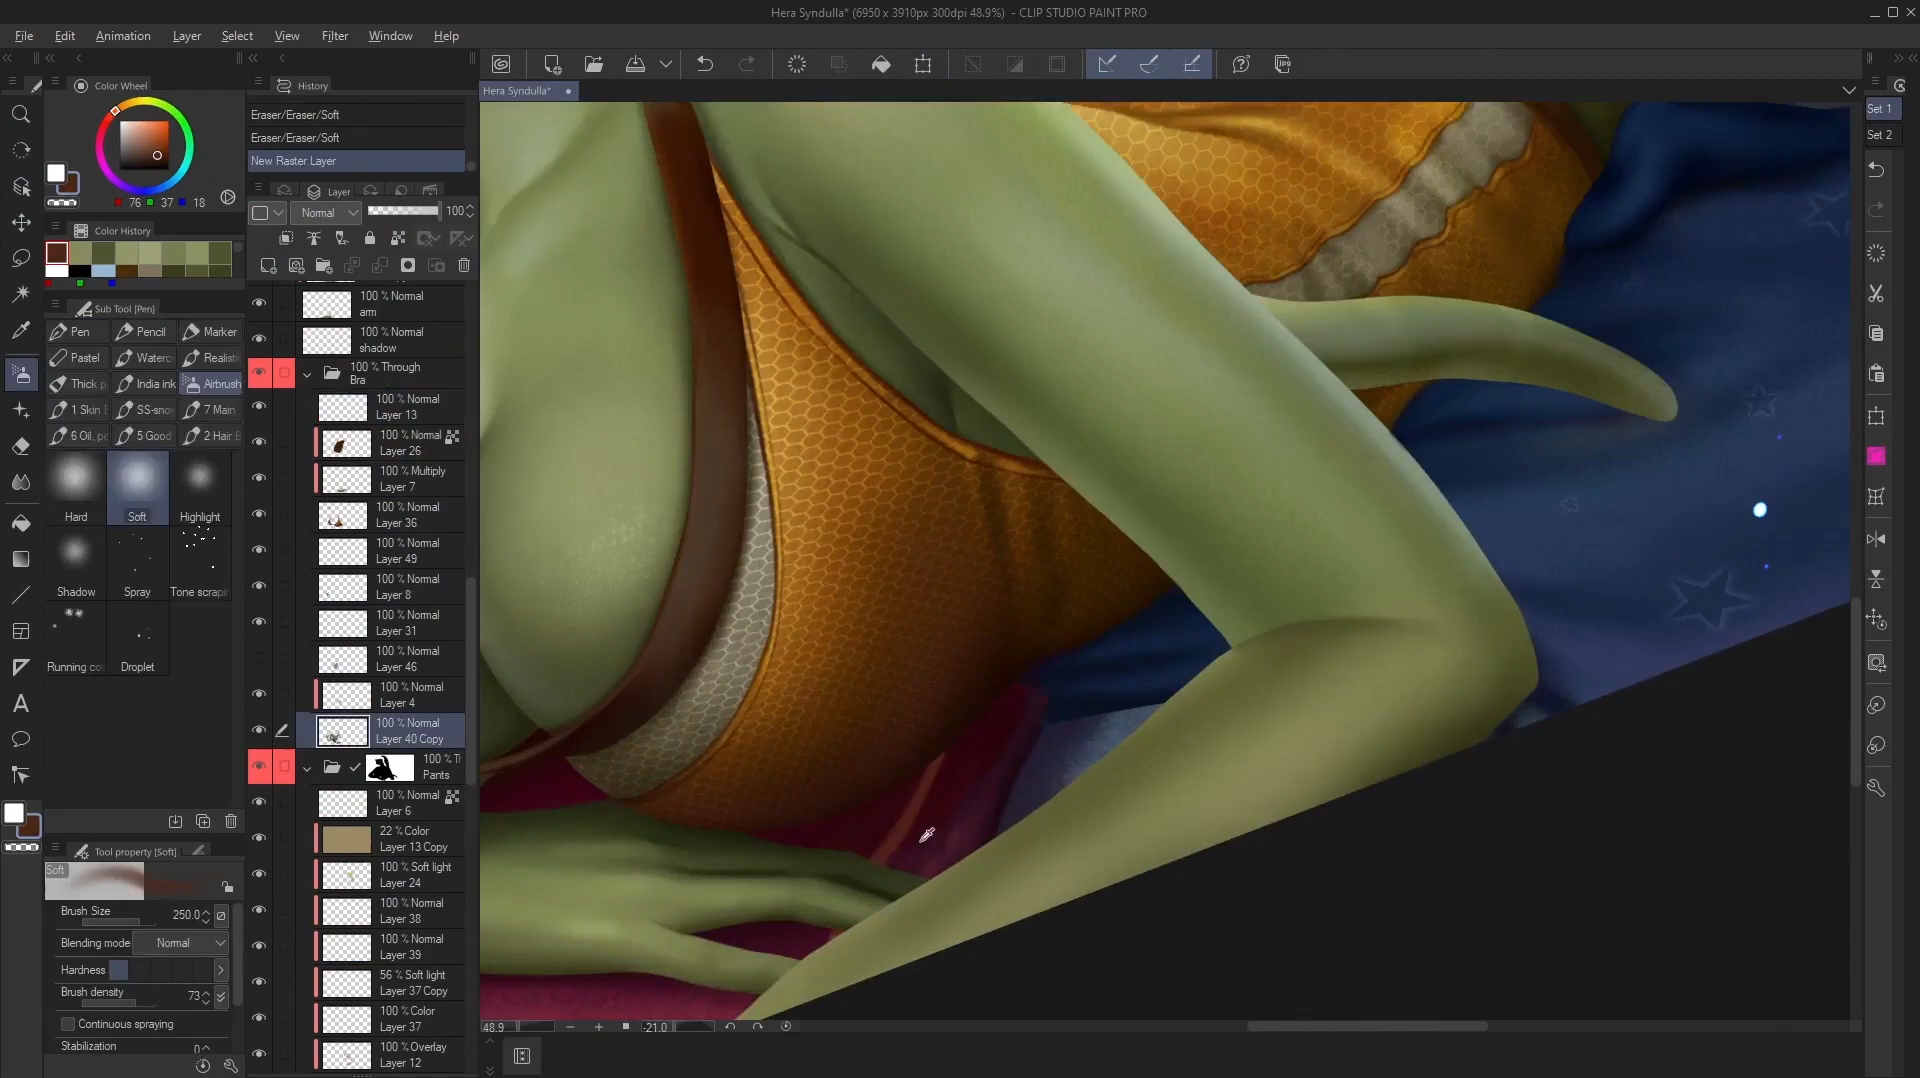 Hera Syndulla* (6950 x 3910px 300dpi 48.9%)  - CLIP STUDIO PAINT PRO
File Edit Animation Layer Select View Filter Window Help
Color Wheel
History
Hera Syndulla*
Eraser/Eraser/Soft
Eraser/Eraser/Soft
New Raster Layer
Set 1
Set 2
Layer
76 37 18
Normal 100
Color History
Sub Tool [Pen]
Pen Pencil Marker
Pastel Waterc Realisti
Thick p India ink Airbrush
1 Skin SS-snov 7 Main
6 Oil, p 5 Good 2 Hair B
Hard Soft Highlight
Shadow Spray Tone scrapin
Running co Droplet
Tool property [Soft]
Soft
Brush Size 250.0
Blending mode Normal
Hardness
Brush density 73
Continuous spraying
Stabilization 0
100 % Normal
arm
100 % Normal
shadow
100 % Through
Bra
100 % Normal
Layer 13
100 % Normal
Layer 26
100 % Multiply
Layer 7
100 % Normal
Layer 36
100 % Normal
Layer 49
100 % Normal
Layer 8
100 % Normal
Layer 31
100 % Normal
Layer 46
100 % Normal
Layer 4
100 % Normal
Layer 40 Copy
100 % T
Pants
100 % Normal
Layer 6
22 % Color
Layer 13 Copy
100 % Soft light
Layer 24
100 % Normal
Layer 38
100 % Normal
Layer 39
56 % Soft light
Layer 37 Copy
100 % Color
Layer 37
100 % Overlay
Layer 12
48.9 -21.0